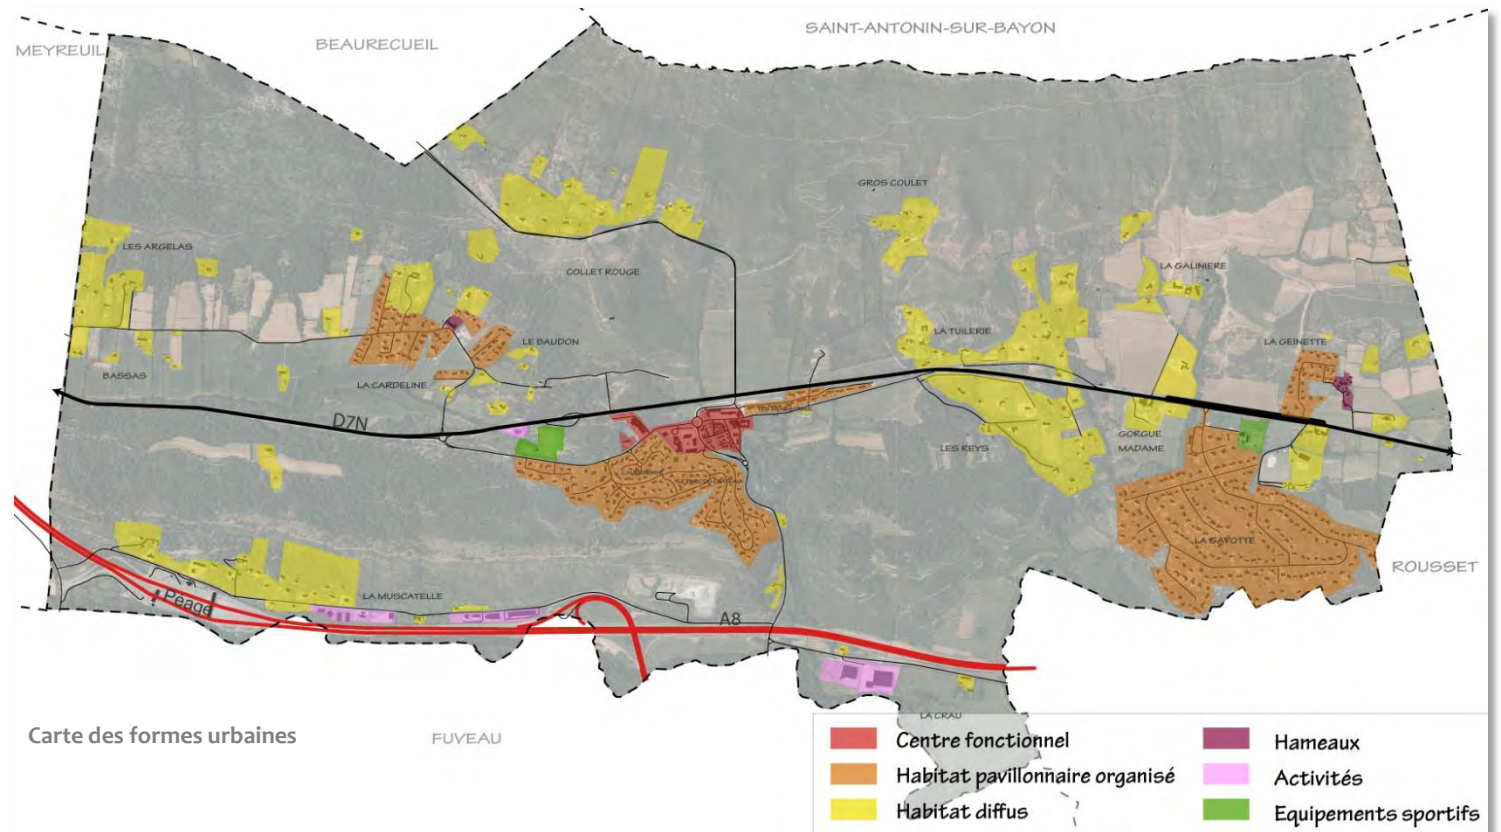 SAINT-ANTONIN-SUR-BAYON
BEAURECUEIL
MEYREUIL
GROS COULET
LES ARGELAS
COLLET ROUGE
LA GALINIERE
LA TUILERIE
LE BAUDON
LA GEINETTE
BASSAS
LA CARDELINE
D7N
GORGUE
MADAME
LES REYS
LA GAVOTTE
ROUSSET
LA MUSCATELLE
Péage
A8
LA CRAU
Carte des formes urbaines
FUVEAU
Centre fonctionnel
Habitat pavillonnaire organisé
Habitat diffus
Hameaux
Activités
Equipements sportifs